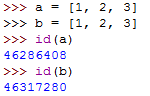 >>> a = [1, 2, 3]
>>> b = [1, 2, 3]
>>> id(a)
46286408
>>> id(b)
46317280